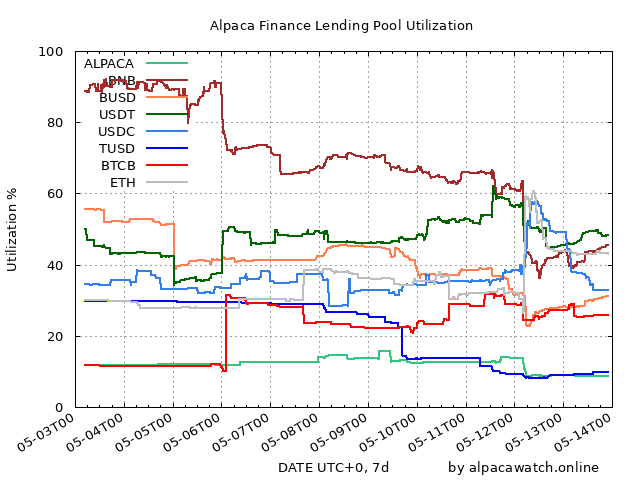 Alpaca Finance Lending Pool Utilization
Utilization %
100
80
60
40
20
0
ALPACA
BNB
BUSD
USDT
USDC
TUSD
BTCB
ETH
05-03T00
05-04T00
05-05T00
05-06T00
05-07T00
05-08T00
05-09T00
05-10T00
05-11T00
05-12T00
05-13T00
05-14T00
DATE UTC+0, 7d
by alpacawatch.online